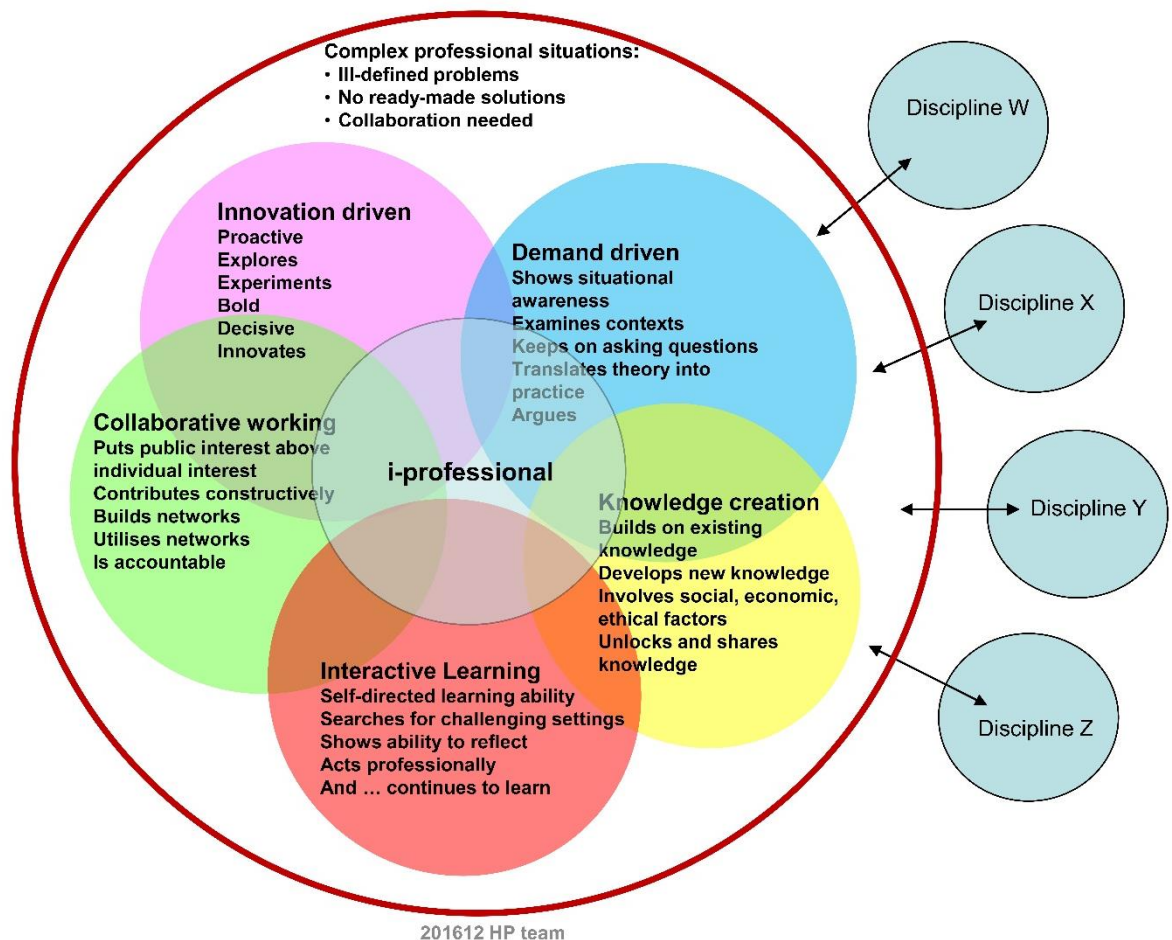 Complex professional situations:
• Ill-defined problems
• No ready-made solutions
• Collaboration needed
Innovation driven
Proactive
Explores
Experiments
Bold
Decisive
Innovates
Demand driven
Shows situational
awareness
Examines contexts
Keeps on asking questions
Translates theory into
practice
Argues
Collaborative working
Puts public interest above
individual interest
Contributes constructively
Builds networks
Utilises networks
Is accountable
i-professional
Knowledge creation
Builds on existing
knowledge
Develops new knowledge
Involves social, economic,
ethical factors
Unlocks and shares
knowledge
Interactive Learning
Self-directed learning ability
Searches for challenging settings
Shows ability to reflect
Acts professionally
And ... continues to learn
Discipline W
Discipline X
Discipline Y
Discipline Z
201612 HP team